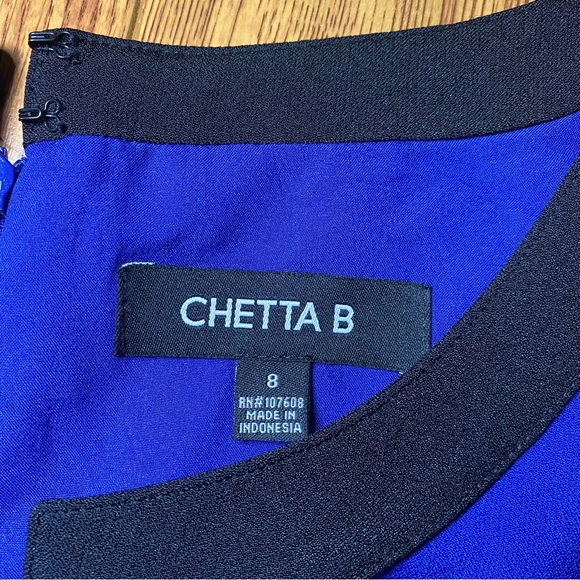 CHETTA B
8
RN#107608
MADE IN
INDONESIA